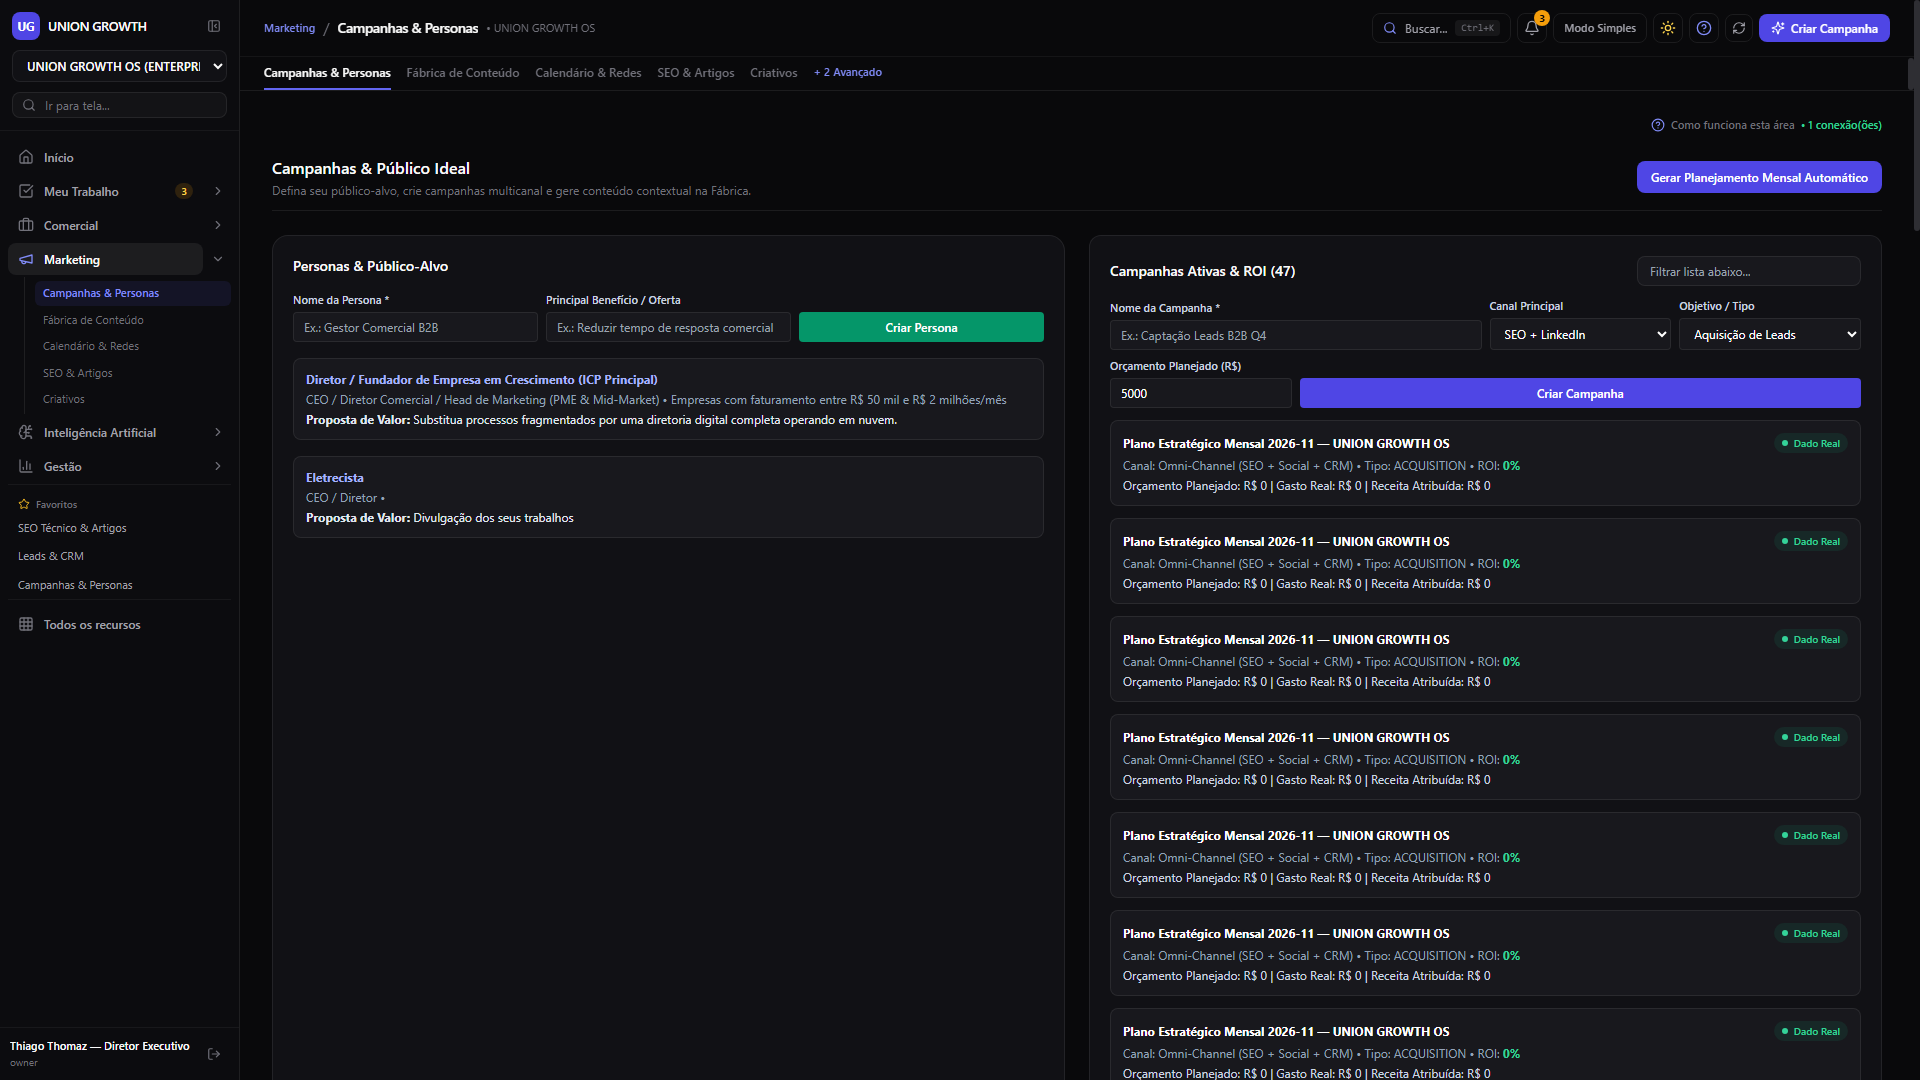 UG UNION GROWTH
UNION GROWTH OS (ENTERPRI
Ir para tela...
Início
Meu Trabalho 3
Comercial
Marketing
Campanhas & Personas
Fábrica de Conteúdo
Calendário & Redes
SEO & Artigos
Criativos
Inteligência Artificial
Gestão
Favoritos
SEO Técnico & Artigos
Leads & CRM
Campanhas & Personas
Todos os recursos
Thiago Thomaz — Diretor Executivo
owner
Marketing / Campanhas & Personas • UNION GROWTH OS
Buscar... Ctrl+K
3
Modo Simples
Criar Campanha
Campanhas & Personas
Fábrica de Conteúdo
Calendário & Redes
SEO & Artigos
Criativos
+ 2 Avançado
Como funciona esta área • 1 conexão(ões)
Campanhas & Público Ideal
Defina seu público-alvo, crie campanhas multicanal e gere conteúdo contextual na Fábrica.
Gerar Planejamento Mensal Automático
Personas & Público-Alvo
Nome da Persona *
Principal Benefício / Oferta
Ex.: Gestor Comercial B2B
Ex.: Reduzir tempo de resposta comercial
Criar Persona
Diretor / Fundador de Empresa em Crescimento (ICP Principal)
CEO / Diretor Comercial / Head de Marketing (PME & Mid-Market) • Empresas com faturamento entre R$ 50 mil e R$ 2 milhões/mês
Proposta de Valor: Substitua processos fragmentados por uma diretoria digital completa operando em nuvem.
Eletrecista
CEO / Diretor •
Proposta de Valor: Divulgação dos seus trabalhos
Campanhas Ativas & ROI (47)
Filtrar lista abaixo...
Nome da Campanha *
Canal Principal
Objetivo / Tipo
Ex.: Captação Leads B2B Q4
SEO + LinkedIn
Aquisição de Leads
Orçamento Planejado (R$)
5000
Criar Campanha
Plano Estratégico Mensal 2026-11 — UNION GROWTH OS
Dado Real
Canal: Omni-Channel (SEO + Social + CRM) • Tipo: ACQUISITION • ROI: 0%
Orçamento Planejado: R$ 0 | Gasto Real: R$ 0 | Receita Atribuída: R$ 0
Plano Estratégico Mensal 2026-11 — UNION GROWTH OS
Dado Real
Canal: Omni-Channel (SEO + Social + CRM) • Tipo: ACQUISITION • ROI: 0%
Orçamento Planejado: R$ 0 | Gasto Real: R$ 0 | Receita Atribuída: R$ 0
Plano Estratégico Mensal 2026-11 — UNION GROWTH OS
Dado Real
Canal: Omni-Channel (SEO + Social + CRM) • Tipo: ACQUISITION • ROI: 0%
Orçamento Planejado: R$ 0 | Gasto Real: R$ 0 | Receita Atribuída: R$ 0
Plano Estratégico Mensal 2026-11 — UNION GROWTH OS
Dado Real
Canal: Omni-Channel (SEO + Social + CRM) • Tipo: ACQUISITION • ROI: 0%
Orçamento Planejado: R$ 0 | Gasto Real: R$ 0 | Receita Atribuída: R$ 0
Plano Estratégico Mensal 2026-11 — UNION GROWTH OS
Dado Real
Canal: Omni-Channel (SEO + Social + CRM) • Tipo: ACQUISITION • ROI: 0%
Orçamento Planejado: R$ 0 | Gasto Real: R$ 0 | Receita Atribuída: R$ 0
Plano Estratégico Mensal 2026-11 — UNION GROWTH OS
Dado Real
Canal: Omni-Channel (SEO + Social + CRM) • Tipo: ACQUISITION • ROI: 0%
Orçamento Planejado: R$ 0 | Gasto Real: R$ 0 | Receita Atribuída: R$ 0
Plano Estratégico Mensal 2026-11 — UNION GROWTH OS
Dado Real
Canal: Omni-Channel (SEO + Social + CRM) • Tipo: ACQUISITION • ROI: 0%
Orçamento Planejado: R$ 0 | Gasto Real: R$ 0 | Receita Atribuída: R$ 0